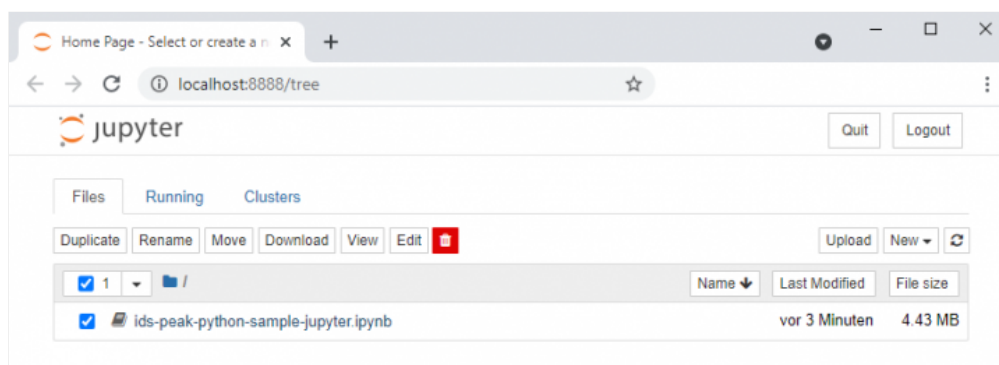 Home Page - Select or create a n
localhost:8888/tree
jupyter
Quit Logout
Files Running Clusters
Duplicate Rename Move Download View Edit Upload New
1 / Name Last Modified File size
ids-peak-python-sample-jupyter.ipynb vor 3 Minuten 4.43 MB